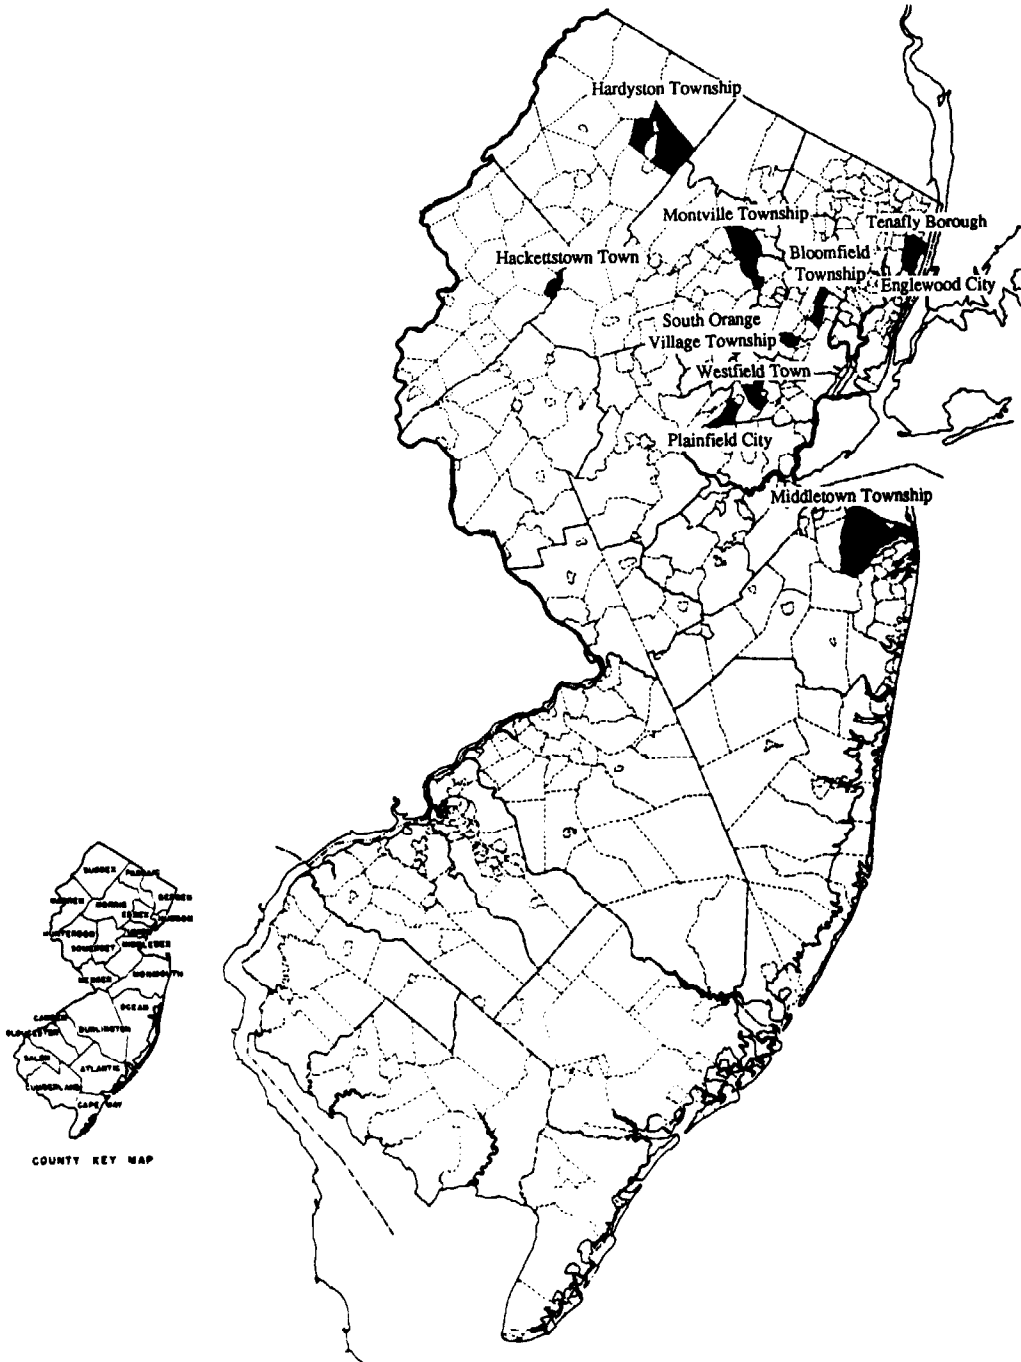 Hardyston Township
Montville Township
Tenafly Borough
Hackettstown Town
Bloomfield
Township
Englewood City
South Orange
Village Township
Westfield Town
Plainfield City
Middletown Township
SUSSEX
PASSAIC
BERGEN
WARREN
MORRIS
ESSEX
HUDSON
HUNTERDON
SOMERSET
MIDDLESEX
MERCER
MONMOUTH
OCEAN
CAMDEN
GLOUCESTER
BURLINGTON
SALEM
ATLANTIC
CUMBERLAND
CAPE MAY
COUNTY KEY MAP